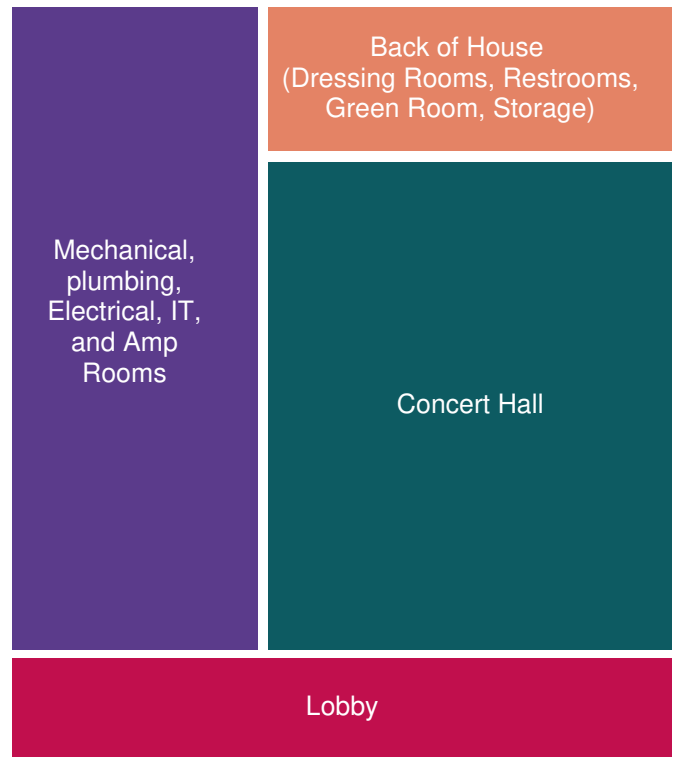 Back of House
(Dressing Rooms, Restrooms,
Green Room, Storage)
Mechanical,
plumbing,
Electrical, IT,
and Amp
Rooms
Concert Hall
Lobby